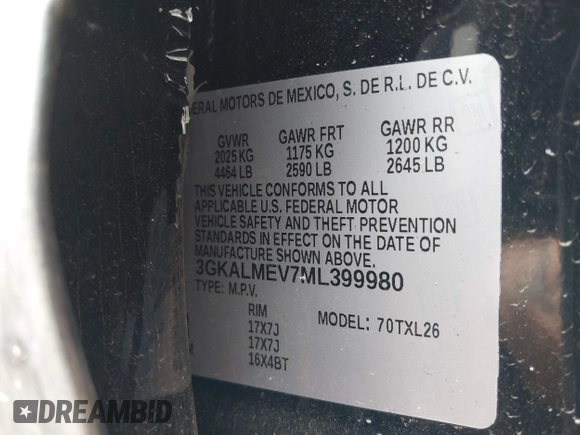 ERAL MOTORS DE MEXICO, S. DE R.L. DE C.V.
GVWR GAWR FRT GAWR RR
2025 KG 1175 KG 1200 KG
4464 LB 2590 LB 2645 LB
THIS VEHICLE CONFORMS TO ALL
APPLICABLE U.S. FEDERAL MOTOR
VEHICLE SAFETY AND THEFT PREVENTION
STANDARDS IN EFFECT ON THE DATE OF
MANUFACTURE SHOWN ABOVE.
3GKALMEV7ML399980
TYPE: M.P.V.
RIM MODEL: 70TXL26
17X7J
17X7J
16X4BT
DREAMBID